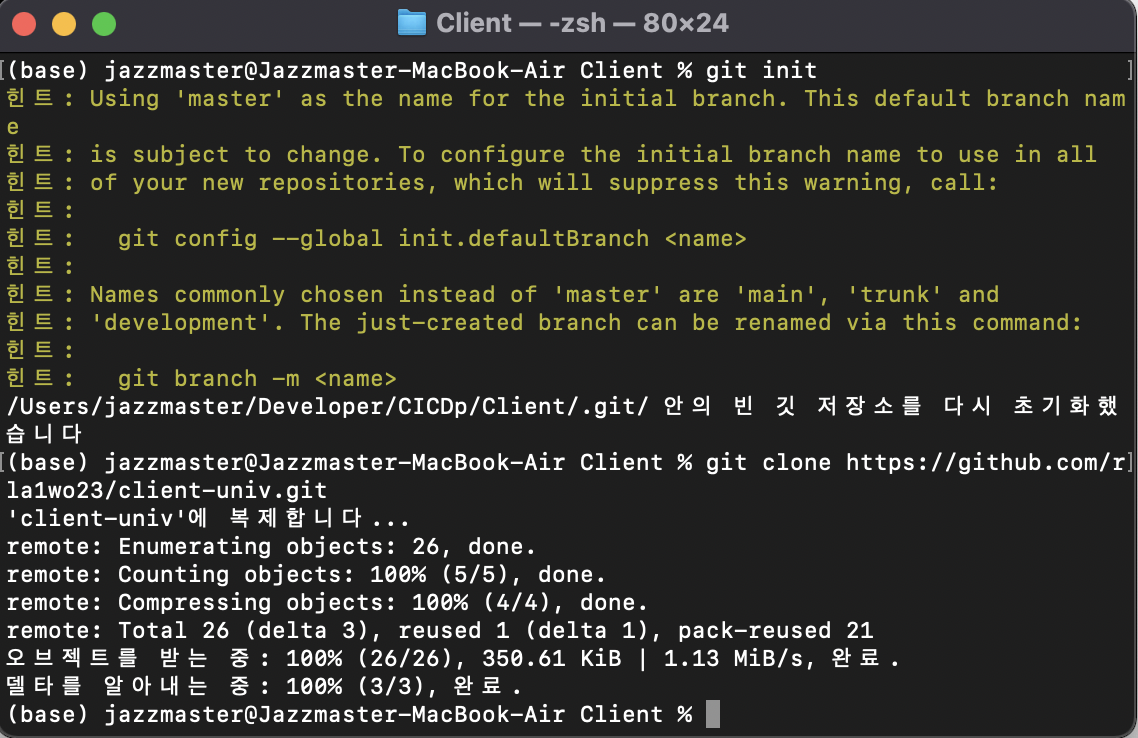 Client — -zsh — 80×24
(base) jazzmaster@Jazzmaster-MacBook-Air Client % git init
힌트: Using 'master' as the name for the initial branch. This default branch nam
e
힌트: is subject to change. To configure the initial branch name to use in all
힌트: of your new repositories, which will suppress this warning, call:
힌트:
힌트:   git config --global init.defaultBranch <name>
힌트:
힌트: Names commonly chosen instead of 'master' are 'main', 'trunk' and
힌트: 'development'. The just-created branch can be renamed via this command:
힌트:
힌트:   git branch -m <name>
/Users/jazzmaster/Developer/CICDp/Client/.git/ 안의 빈 깃 저장소를 다시 초기화했
습니다
(base) jazzmaster@Jazzmaster-MacBook-Air Client % git clone https://github.com/r
la1wo23/client-univ.git
'client-univ'에 복제합니다...
remote: Enumerating objects: 26, done.
remote: Counting objects: 100% (5/5), done.
remote: Compressing objects: 100% (4/4), done.
remote: Total 26 (delta 3), reused 1 (delta 1), pack-reused 21
오브젝트를 받는 중: 100% (26/26), 350.61 KiB | 1.13 MiB/s, 완료.
델타를 알아내는 중: 100% (3/3), 완료.
(base) jazzmaster@Jazzmaster-MacBook-Air Client %